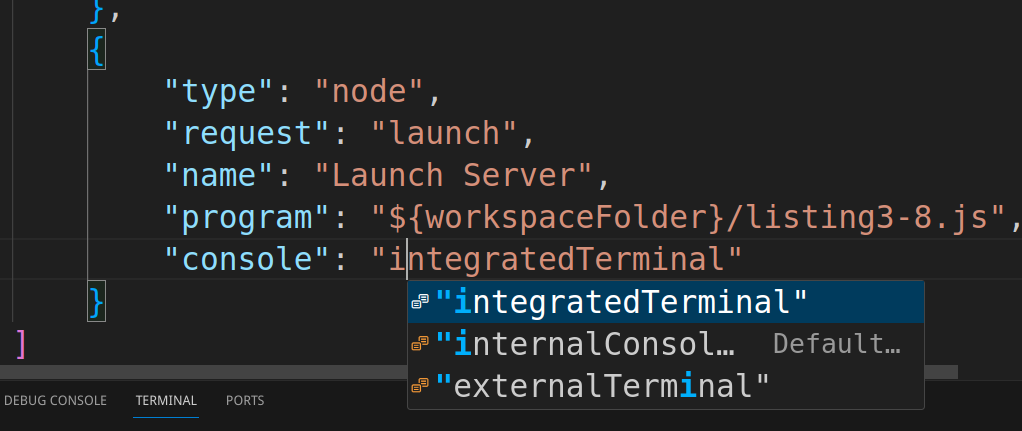 },
{
"type": "node",
"request": "launch",
"name": "Launch Server",
"program": "${workspaceFolder}/listing3-8.js",
"console": "integratedTerminal"
"integratedTerminal"
"internalConsol… Default…
"externalTerminal"
}
]
DEBUG CONSOLE TERMINAL PORTS